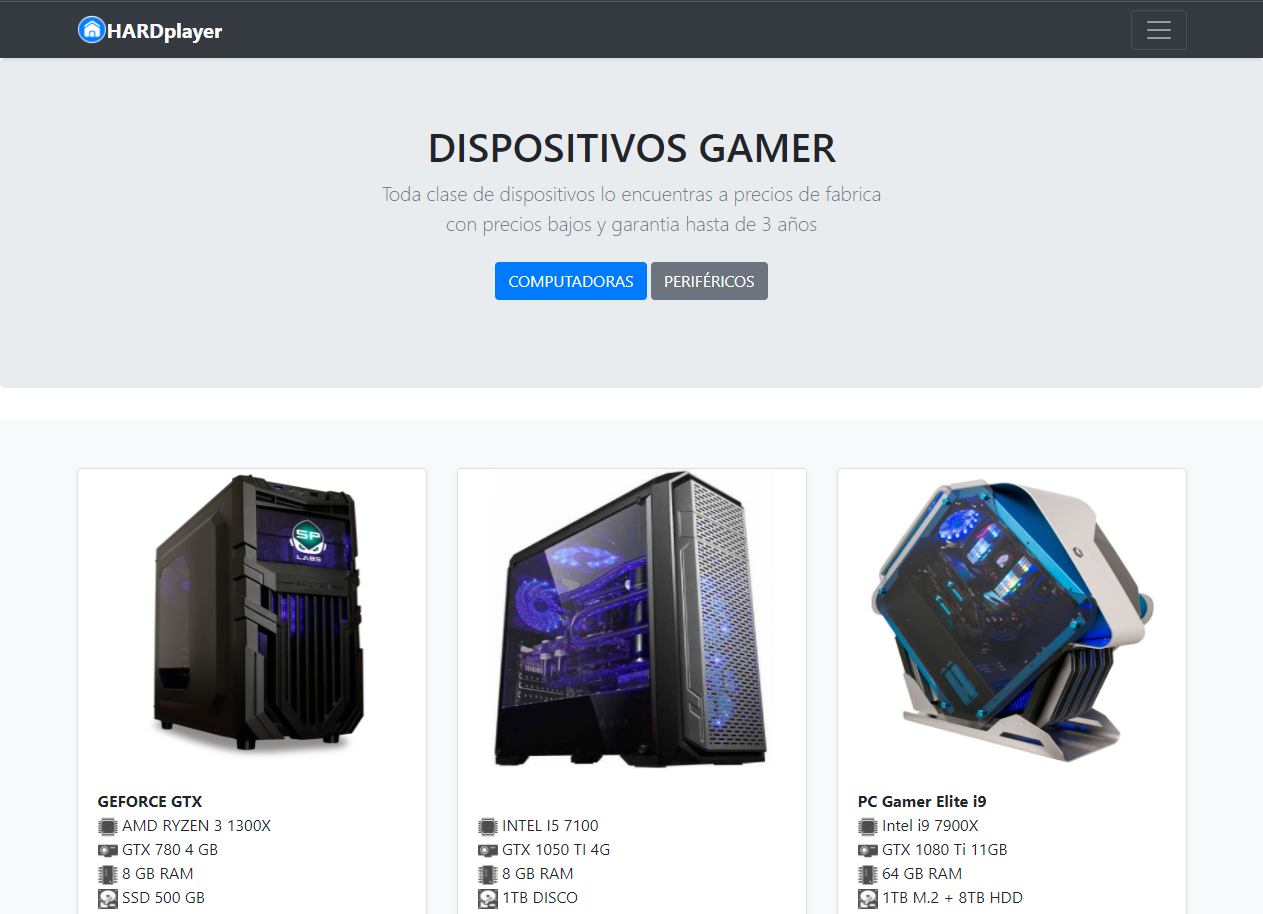 HARDplayer
DISPOSITIVOS GAMER
Toda clase de dispositivos lo encuentras a precios de fabrica
con precios bajos y garantia hasta de 3 años
COMPUTADORAS
PERIFÉRICOS
SP
LABS
GEFORCE GTX
AMD RYZEN 3 1300X
GTX 780 4 GB
8 GB RAM
SSD 500 GB
INTEL I5 7100
GTX 1050 TI 4G
8 GB RAM
1TB DISCO
PC Gamer Elite i9
Intel i9 7900X
GTX 1080 Ti 11GB
64 GB RAM
1TB M.2 + 8TB HDD